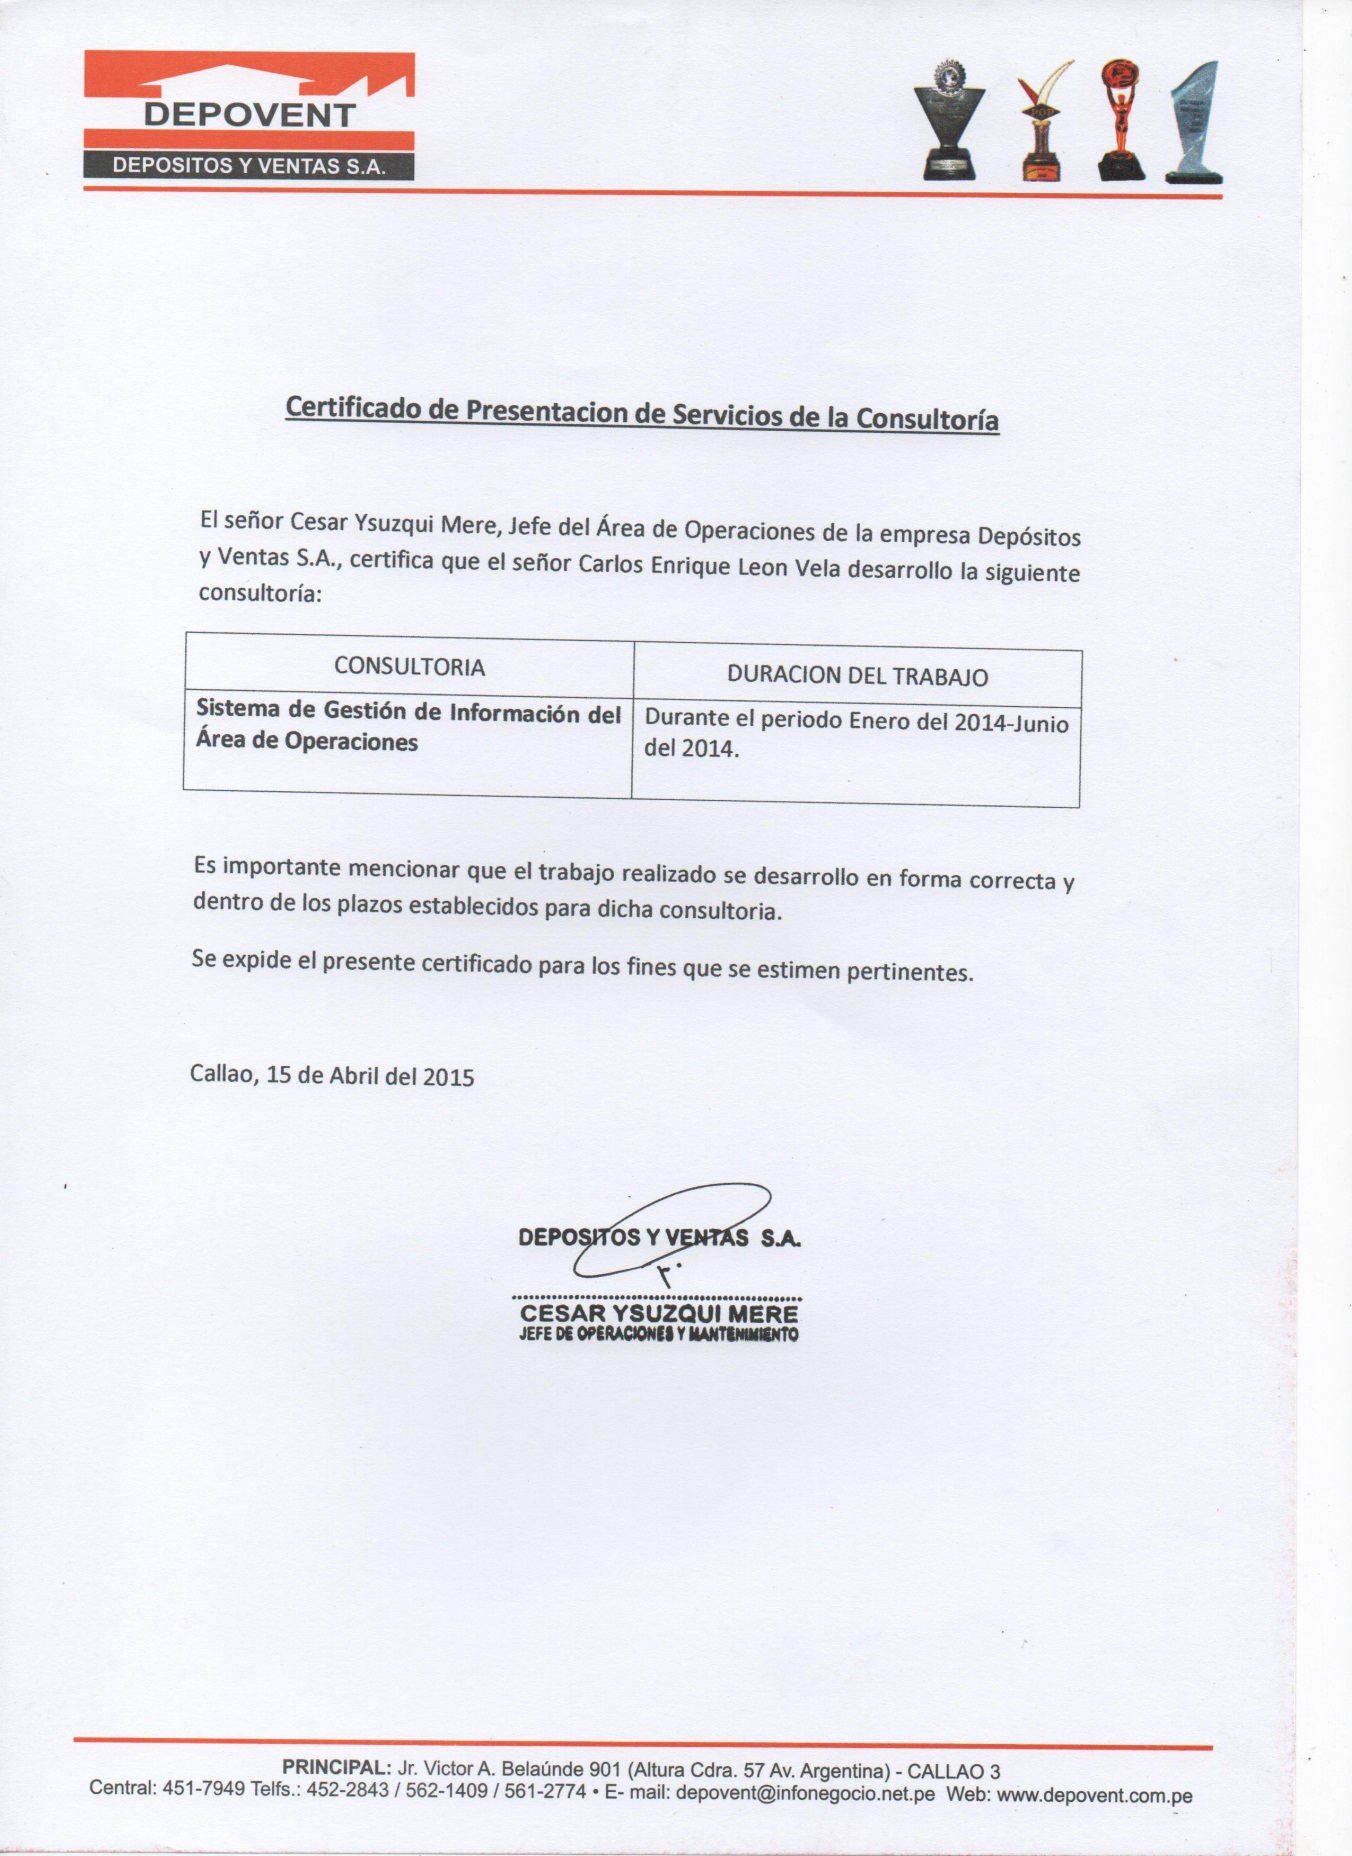 DEPOVENT
DEPOSITOS Y VENTAS S.A.
Certificado de Presentacion de Servicios de la Consultoría
El señor Cesar Ysuzqui Mere, Jefe del Área de Operaciones de la empresa Depósitos
y Ventas S.A., certifica que el señor Carlos Enrique Leon Vela desarrollo la siguiente
consultoría:
CONSULTORIA
DURACION DEL TRABAJO
Sistema de Gestión de Información del
Área de Operaciones
Durante el periodo Enero del 2014-Junio
del 2014.
Es importante mencionar que el trabajo realizado se desarrollo en forma correcta y
dentro de los plazos establecidos para dicha consultoria.
Se expide el presente certificado para los fines que se estimen pertinentes.
Callao, 15 de Abril del 2015
DEPOSITOS Y VENTAS S.A.
CESAR YSUZQUI MERE
JEFE DE OPERACIONES Y MANTENIMIENTO
PRINCIPAL: Jr. Victor A. Belaúnde 901 (Altura Cdra. 57 Av. Argentina) - CALLAO 3
Central: 451-7949 Telfs.: 452-2843 / 562-1409 / 561-2774 • E- mail: depovent@infonegocio.net.pe Web: www.depovent.com.pe